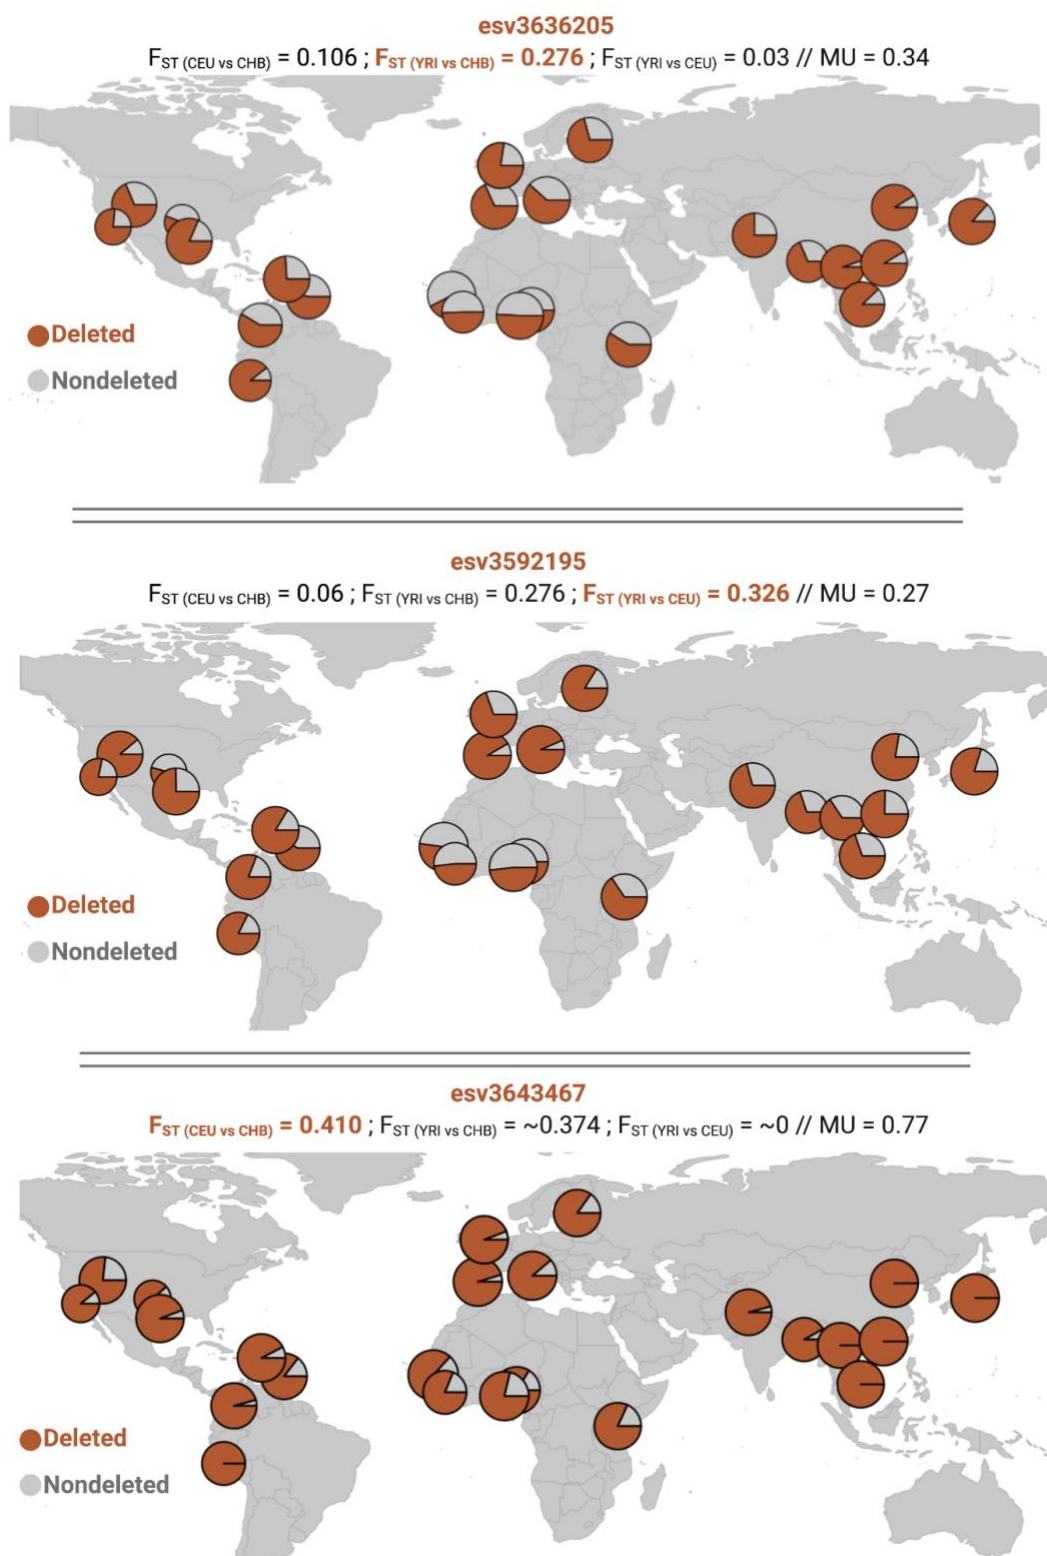 esv3636205
FST (CEU vs CHB) = 0.106 ; FST (YRI vs CHB) = 0.276 ; FST (YRI vs CEU) = 0.03 // MU = 0.34
Deleted
Nondeleted
esv3592195
FST (CEU vs CHB) = 0.06 ; FST (YRI vs CHB) = 0.276 ; FST (YRI vs CEU) = 0.326 // MU = 0.27
Deleted
Nondeleted
esv3643467
FST (CEU vs CHB) = 0.410 ; FST (YRI vs CHB) = ~0.374 ; FST (YRI vs CEU) = ~0 // MU = 0.77
Deleted
Nondeleted